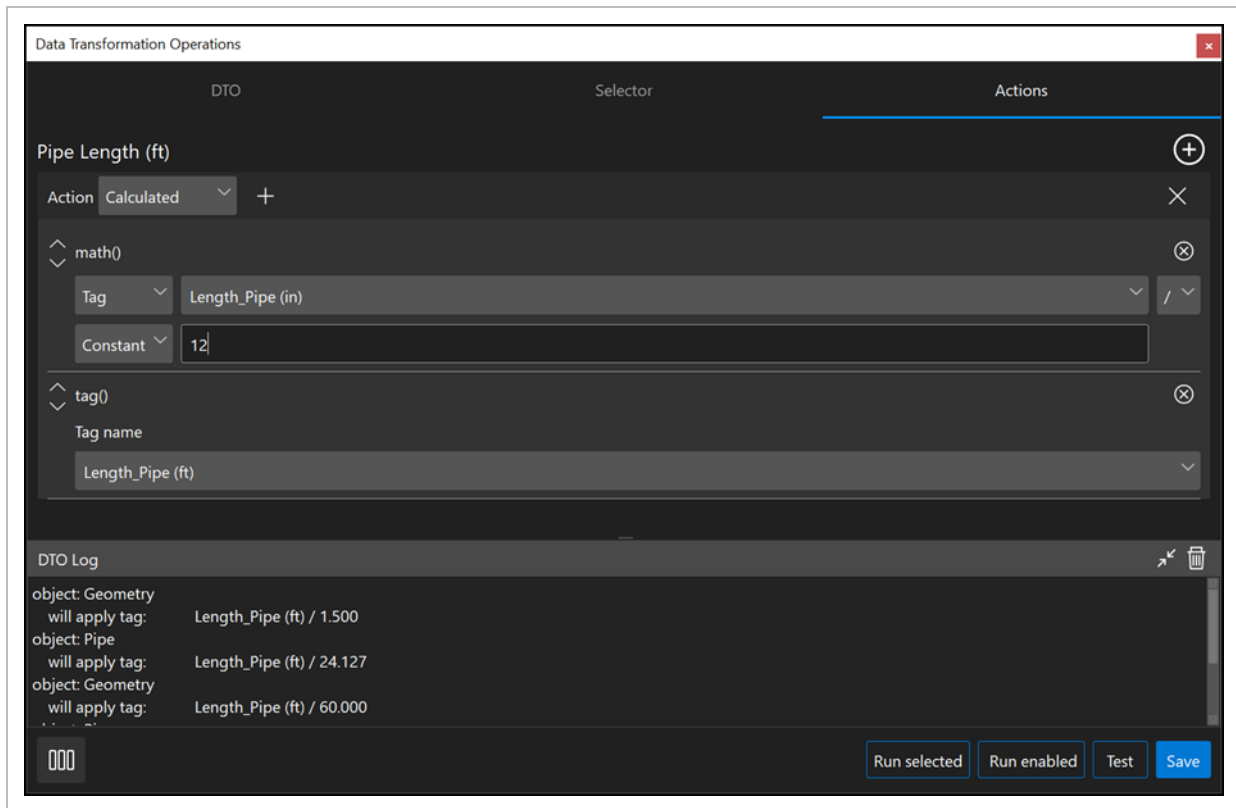 Data Transformation Operations
DTO Selector Actions
Pipe Length (ft)
Action Calculated
math()
Tag Length_Pipe (in) /
Constant 12
tag()
Tag name
Length_Pipe (ft)
DTO Log
object: Geometry
will apply tag: Length_Pipe (ft) / 1.500
object: Pipe
will apply tag: Length_Pipe (ft) / 24.127
object: Geometry
will apply tag: Length_Pipe (ft) / 60.000
Run selected Run enabled Test Save